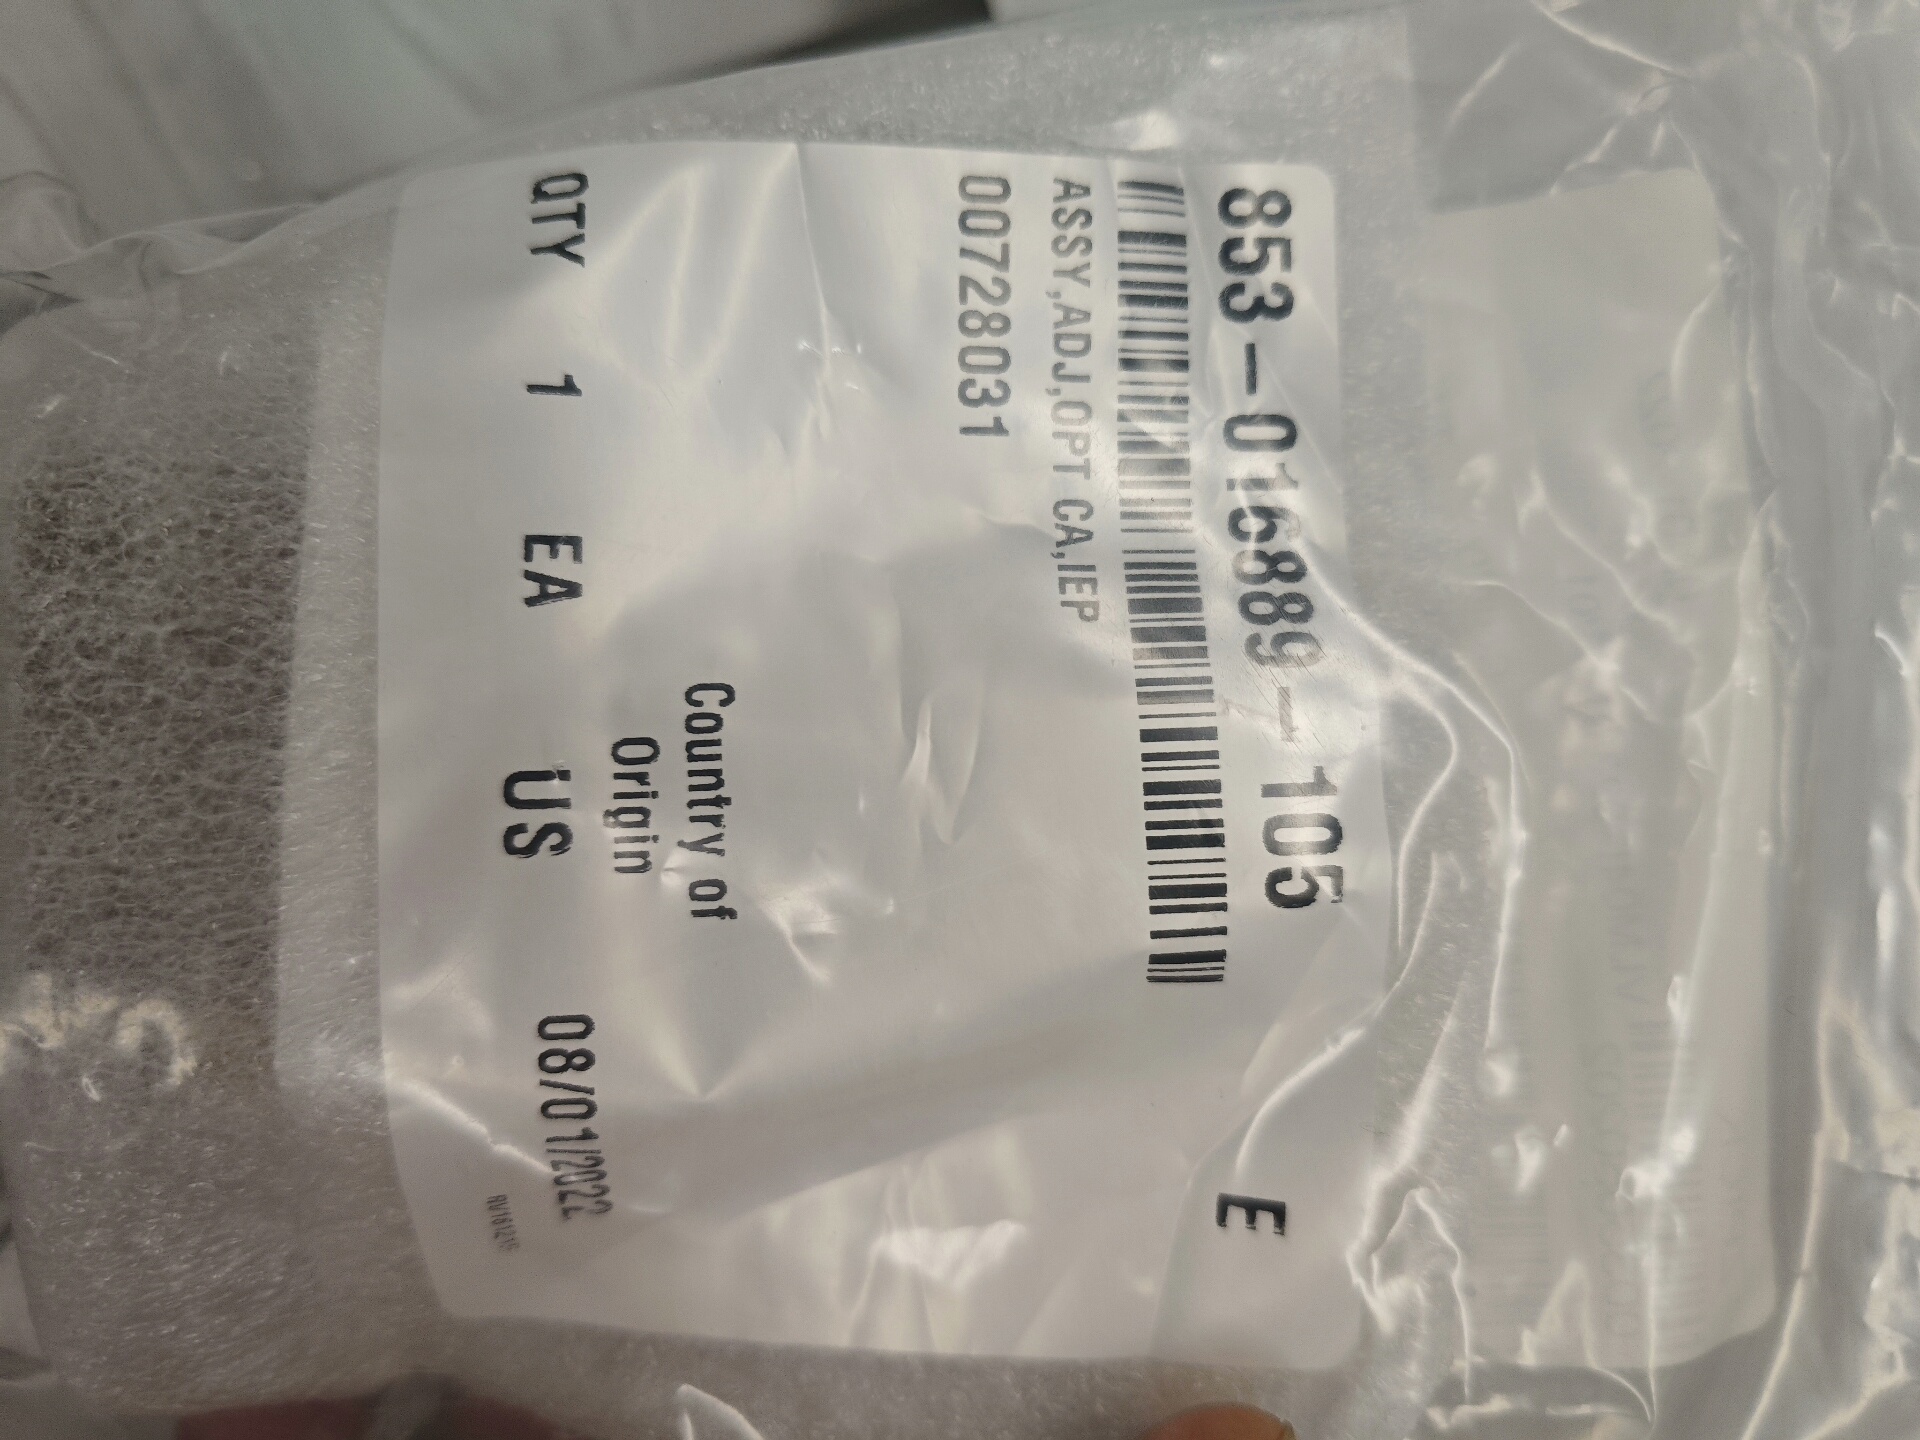 853-016889-105 E
ASSY,ADJ,OPT CA,IEP
00728031
Country of
Origin
QTY 1 EA US 08/01/2022